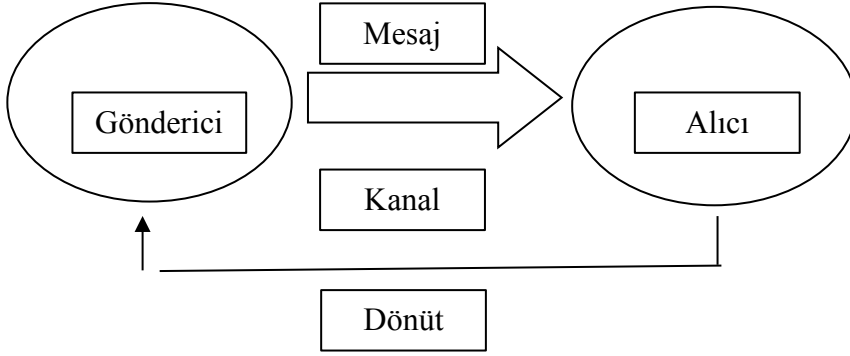 Mesaj
Gönderici
Alıcı
Kanal
Dönüt